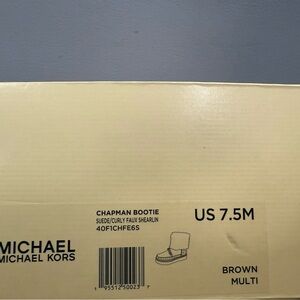 CHAPMAN BOOTIE
SUEDE/CURLY FAUX SHEARLIN
40F1CHFE6S
US 7.5M
MICHAEL
MICHAEL KORS
BROWN
MULTI